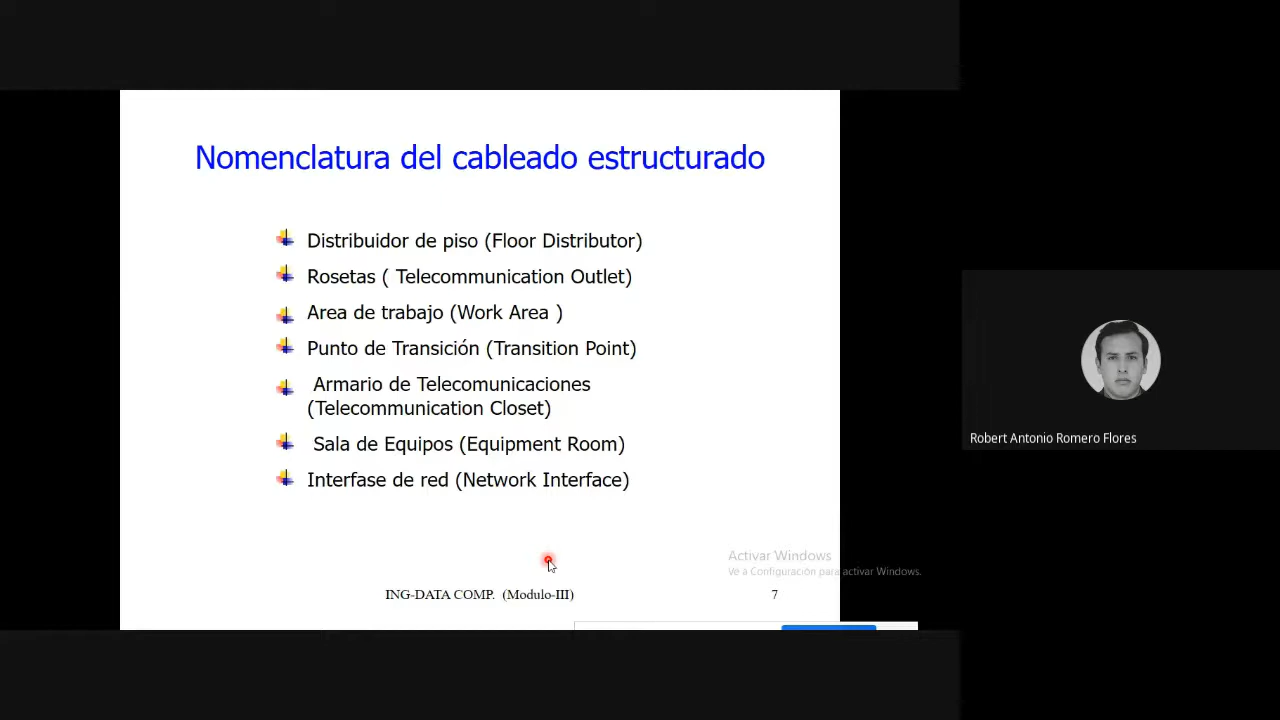 Nomenclatura del cableado estructurado
Distribuidor de piso (Floor Distributor)
Rosetas ( Telecommunication Outlet)
Area de trabajo (Work Area )
Punto de Transición (Transition Point)
Armario de Telecomunicaciones
(Telecommunication Closet)
Sala de Equipos (Equipment Room)
Interfase de red (Network Interface)
Robert Antonio Romero Flores
Activar Windows
Ve a Configuración para activar Windows.
ING-DATA COMP. (Modulo-III)
7